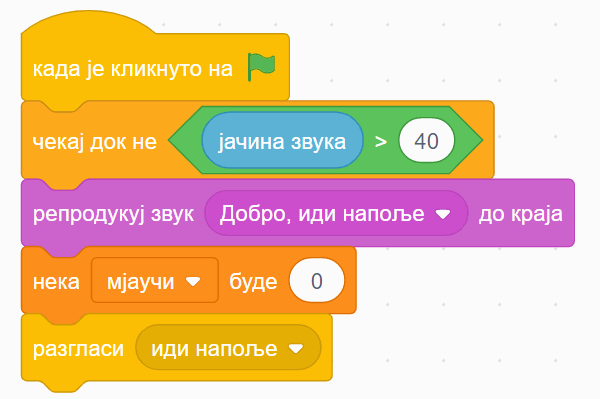 када је кликнуто на
чекај док не јачина звука > 40
репродукуј звук Добро, иди напоље до краја
нека мјаучи буде 0
разгласи иди напоље